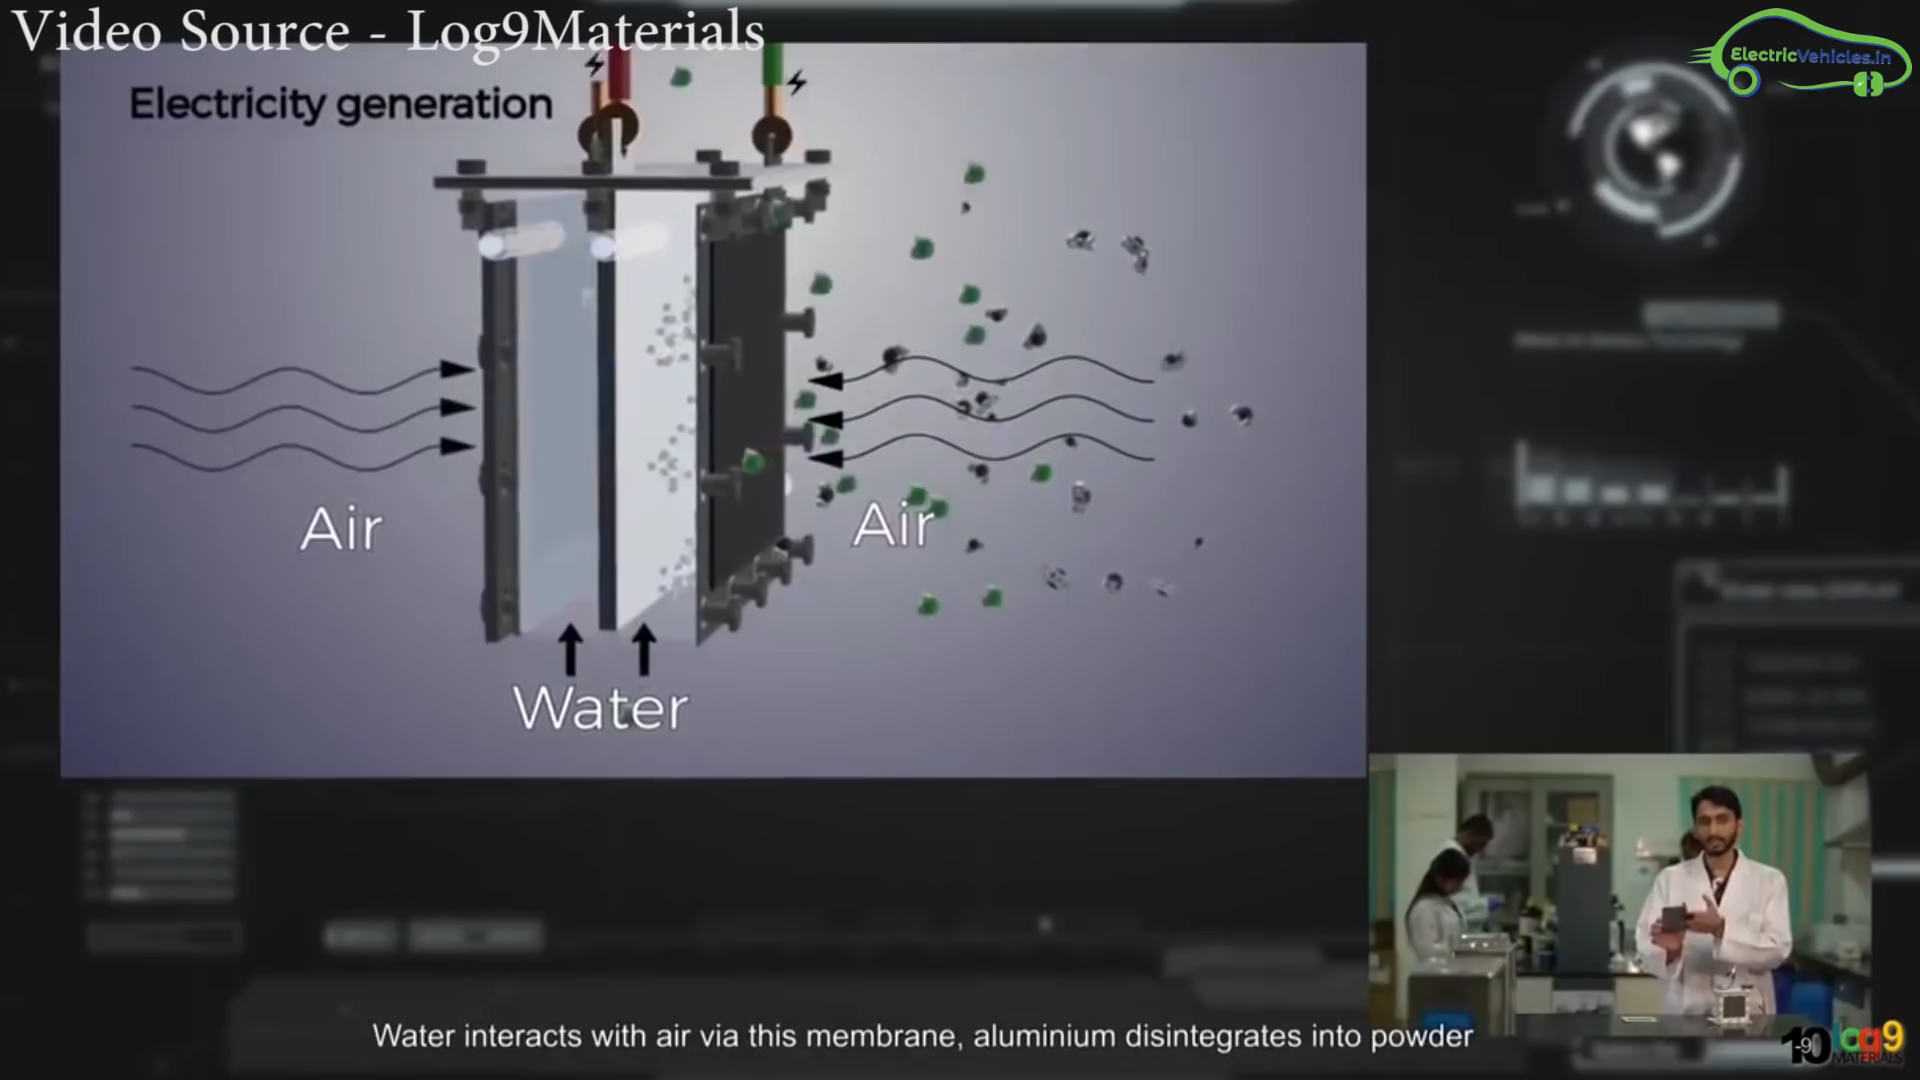 Video Source - Log9Materials
ElectricVehicles.in
Electricity generation
Air
Air
Water
Water interacts with air via this membrane, aluminium disintegrates into powder
log9
MATERIALS